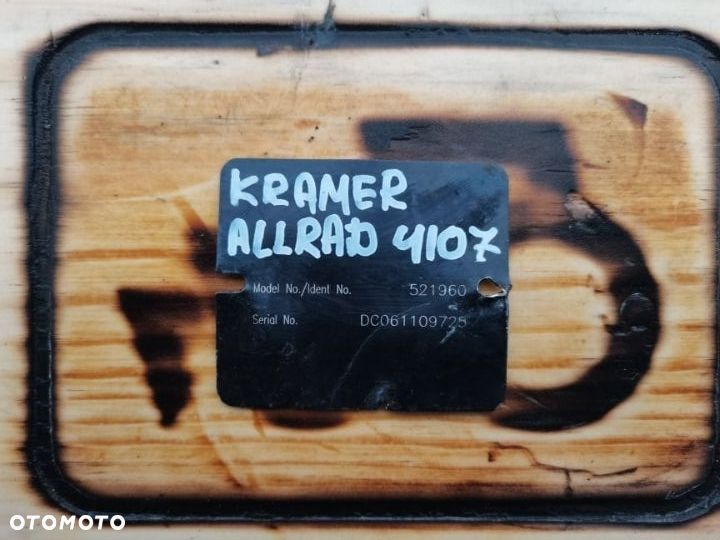 KRAMER
ALLRAD 4107
Model No./Ident No. 521960
Serial No. DC061109725
OTOMOTO